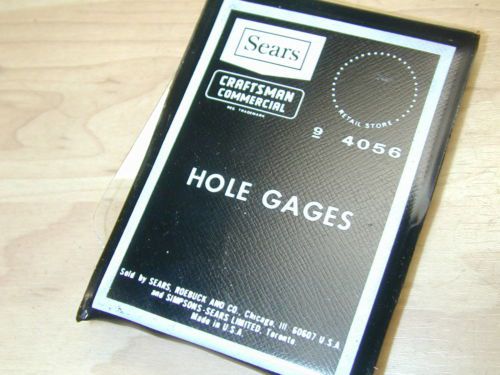 Sears
CRAFTSMAN
COMMERCIAL
REG. TRADEMARK
RETAIL STORE
9 4056
HOLE GAGES
Sold by SEARS, ROEBUCK AND CO., Chicago, Ill. 60607 U.S.A.
and SIMPSONS-SEARS LIMITED, Toronto
Made in U.S.A.